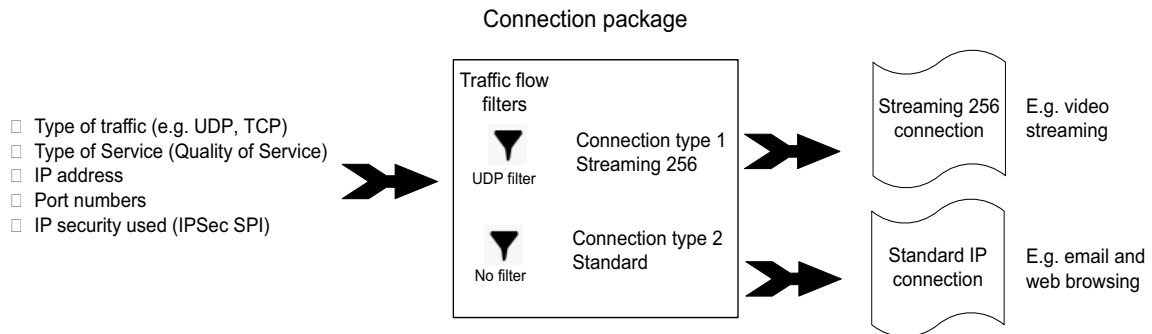 Connection package
□ Type of traffic (e.g. UDP, TCP)
□ Type of Service (Quality of Service)
□ IP address
□ Port numbers
□ IP security used (IPSec SPI)
Traffic flow
filters
UDP filter
Connection type 1
Streaming 256
No filter
Connection type 2
Standard
Streaming 256
connection
E.g. video
streaming
Standard IP
connection
E.g. email and
web browsing